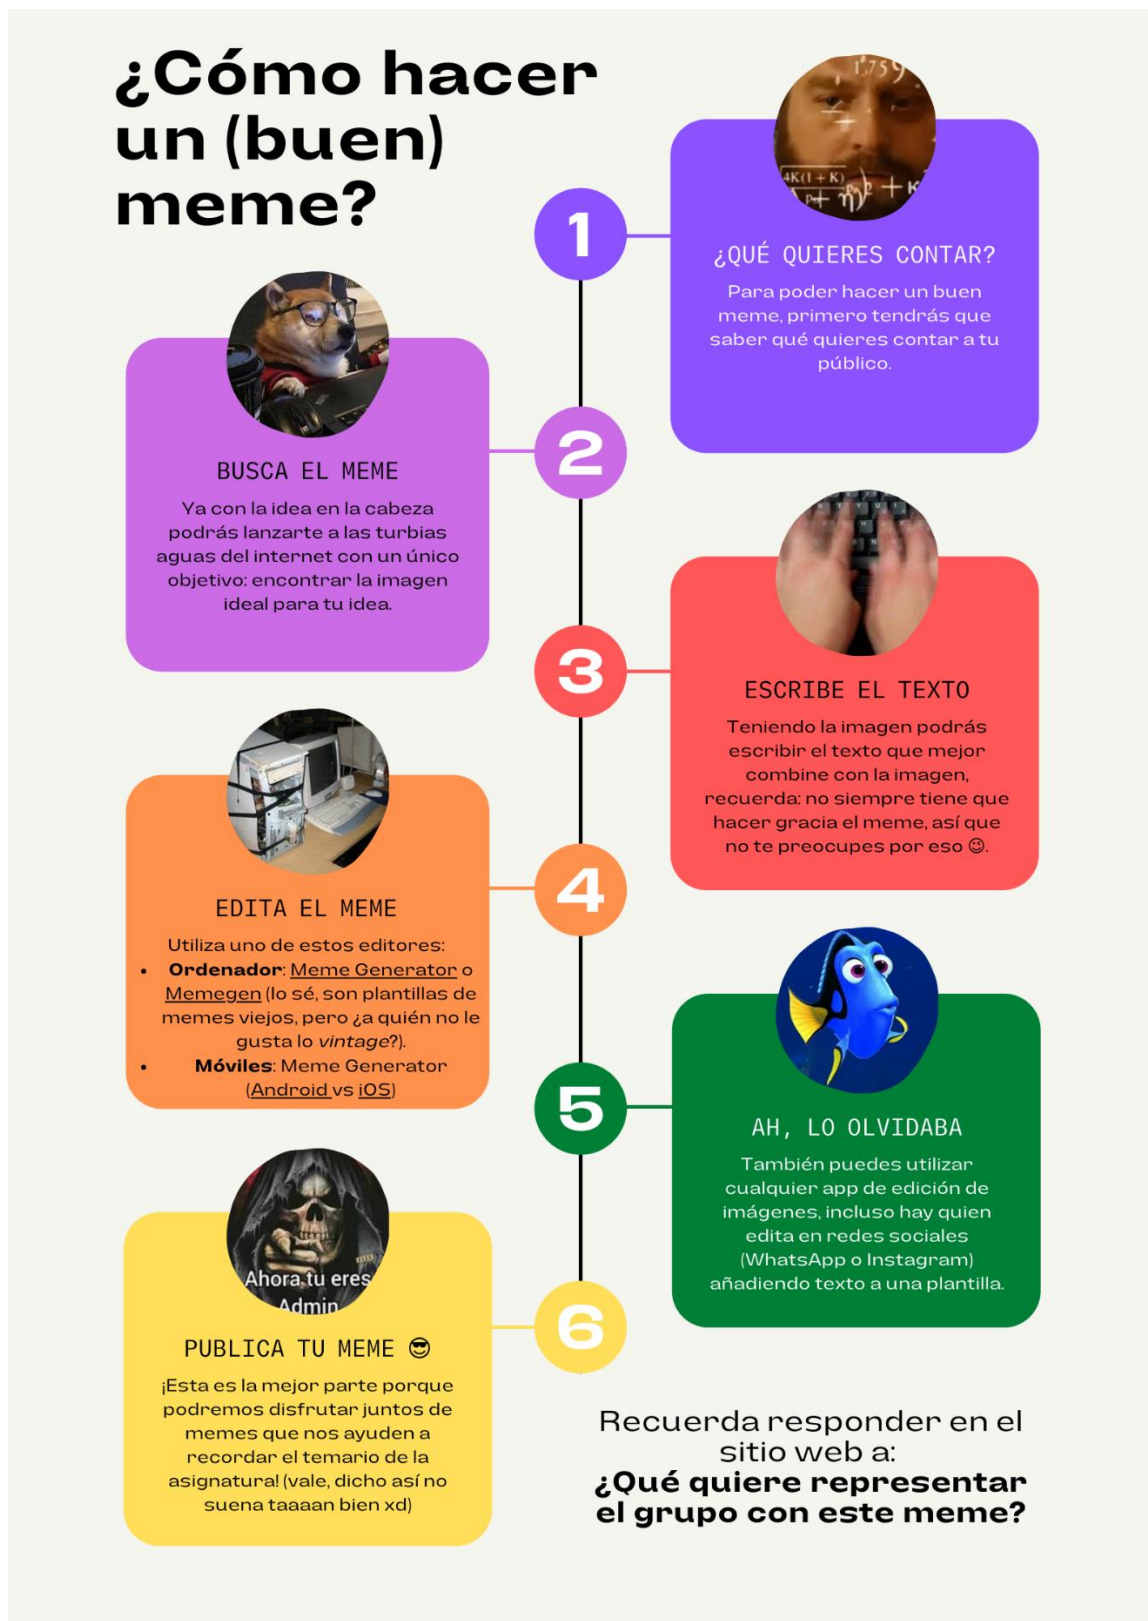 ¿Cómo hacer
un (buen)
meme?
1
1,759
4K(1 + K)
¿QUÉ QUIERES CONTAR?
Para poder hacer un buen
meme, primero tendrás que
saber qué quieres contar a tu
público.
2
BUSCA EL MEME
Ya con la idea en la cabeza
podrás lanzarte a las turbias
aguas del internet con un único
objetivo: encontrar la imagen
ideal para tu idea.
3
ESCRIBE EL TEXTO
Teniendo la imagen podrás
escribir el texto que mejor
combine con la imagen,
recuerda: no siempre tiene que
hacer gracia el meme, así que
no te preocupes por eso 😉.
4
EDITA EL MEME
Utiliza uno de estos editores:
• Ordenador: Meme Generator o
Memegen (lo sé, son plantillas de
memes viejos, pero ¿a quién no le
gusta lo vintage?).
• Móviles: Meme Generator
(Android vs iOS)
5
AH, LO OLVIDABA
También puedes utilizar
cualquier app de edición de
imágenes, incluso hay quien
edita en redes sociales
(WhatsApp o Instagram)
añadiendo texto a una plantilla.
6
Ahora tu eres
Admin
PUBLICA TU MEME 😎
¡Esta es la mejor parte porque
podremos disfrutar juntos de
memes que nos ayuden a
recordar el temario de la
asignatura! (vale, dicho así no
suena taaaan bien xd)
Recuerda responder en el
sitio web a:
¿Qué quiere representar
el grupo con este meme?